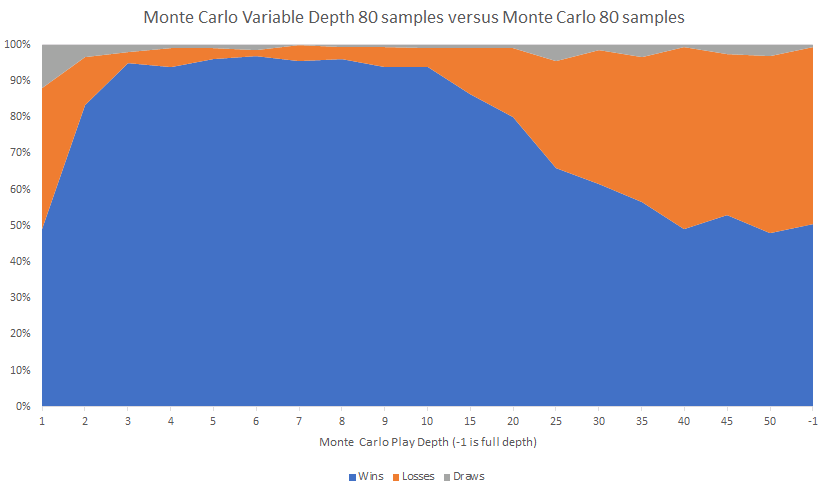 Monte Carlo Variable Depth 80 samples versus Monte Carlo 80 samples
100%
90%
80%
70%
60%
50%
40%
30%
20%
10%
0%
1 2 3 4 5 6 7 8 9 10 15 20 25 30 35 40 45 50 -1
Monte Carlo Play Depth (-1 is full depth)
Wins Losses Draws